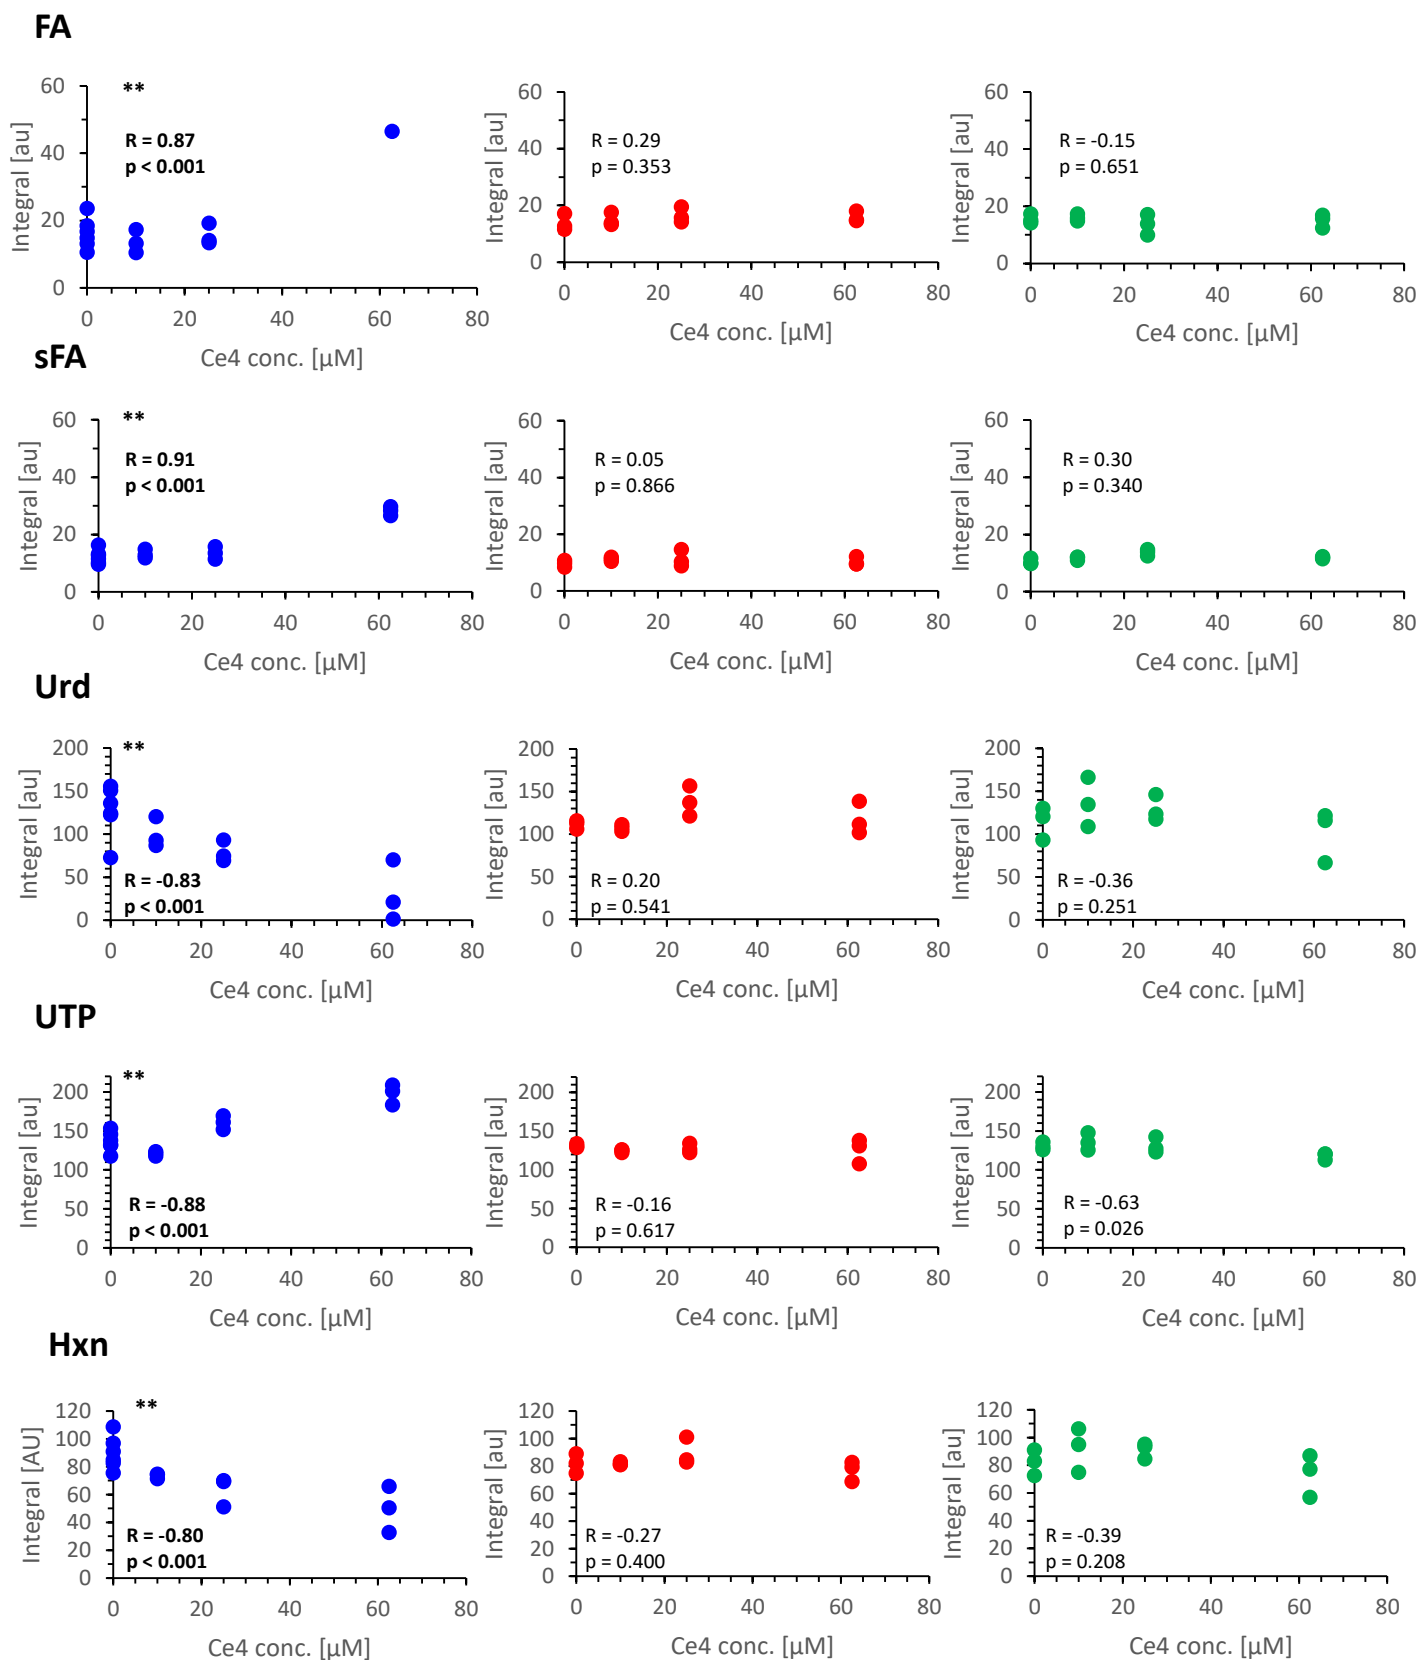 FA
**
R = 0.87
p < 0.001
Integral [au]
60
40
20
0
0 20 40 60 80
Ce4 conc. [µM]
R = 0.29
p = 0.353
Integral [au]
60
40
20
0
0 20 40 60 80
Ce4 conc. [µM]
R = -0.15
p = 0.651
Integral [au]
60
40
20
0
0 20 40 60 80
Ce4 conc. [µM]
sFA
**
R = 0.91
p < 0.001
Integral [au]
60
40
20
0
0 20 40 60 80
Ce4 conc. [µM]
R = 0.05
p = 0.866
Integral [au]
60
40
20
0
0 20 40 60 80
Ce4 conc. [µM]
R = 0.30
p = 0.340
Integral [au]
60
40
20
0
0 20 40 60 80
Ce4 conc. [µM]
Urd
**
R = -0.83
p < 0.001
Integral [au]
200
150
100
50
0
0 20 40 60 80
Ce4 conc. [µM]
R = 0.20
p = 0.541
Integral [au]
200
150
100
50
0
0 20 40 60 80
Ce4 conc. [µM]
R = -0.36
p = 0.251
Integral [au]
200
150
100
50
0
0 20 40 60 80
Ce4 conc. [µM]
UTP
**
R = -0.88
p < 0.001
Integral [au]
200
150
100
50
0
0 20 40 60 80
Ce4 conc. [µM]
R = -0.16
p = 0.617
Integral [au]
200
150
100
50
0
0 20 40 60 80
Ce4 conc. [µM]
R = -0.63
p = 0.026
Integral [au]
200
150
100
50
0
0 20 40 60 80
Ce4 conc. [µM]
Hxn
**
R = -0.80
p < 0.001
Integral [AU]
120
100
80
60
40
20
0
0 20 40 60 80
Ce4 conc. [µM]
R = -0.27
p = 0.400
Integral [au]
120
100
80
60
40
20
0
0 20 40 60 80
Ce4 conc. [µM]
R = -0.39
p = 0.208
Integral [au]
120
100
80
60
40
20
0
0 20 40 60 80
Ce4 conc. [µM]